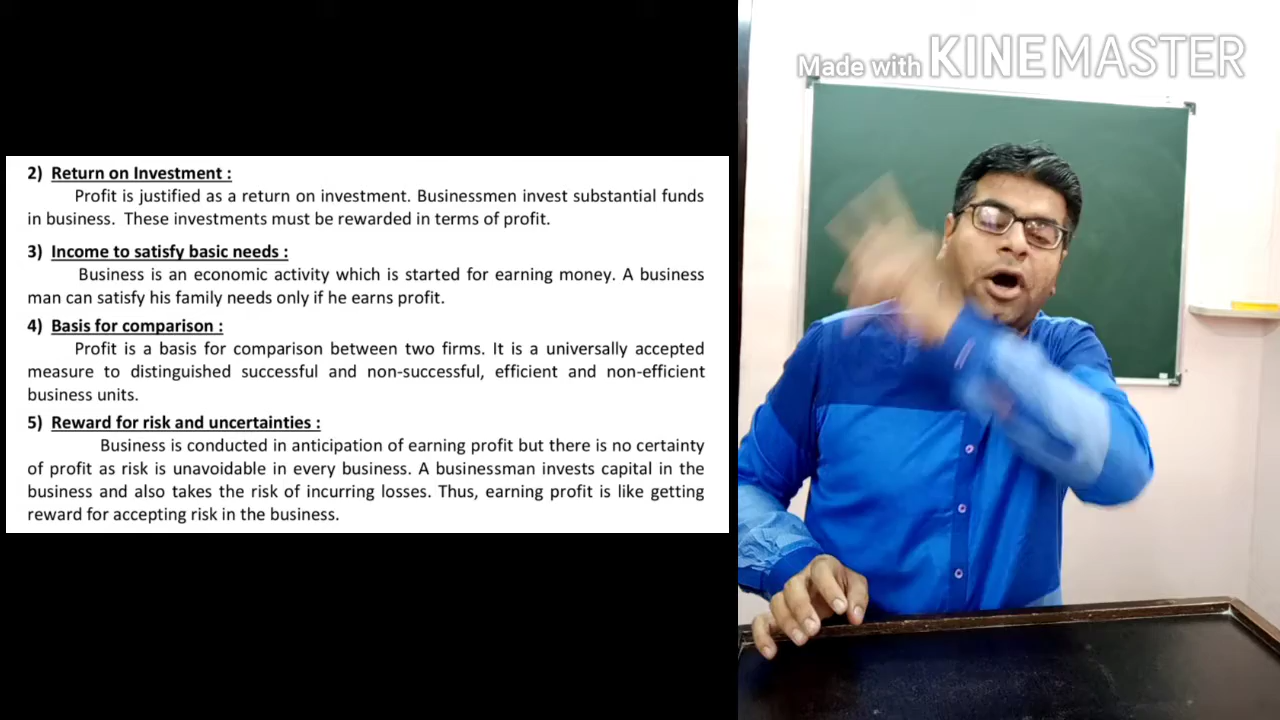 2) Return on Investment :
Profit is justified as a return on investment. Businessmen invest substantial funds
in business. These investments must be rewarded in terms of profit.
3) Income to satisfy basic needs :
Business is an economic activity which is started for earning money. A business
man can satisfy his family needs only if he earns profit.
4) Basis for comparison :
Profit is a basis for comparison between two firms. It is a universally accepted
measure to distinguished successful and non-successful, efficient and non-efficient
business units.
5) Reward for risk and uncertainties :
Business is conducted in anticipation of earning profit but there is no certainty
of profit as risk is unavoidable in every business. A businessman invests capital in the
business and also takes the risk of incurring losses. Thus, earning profit is like getting
reward for accepting risk in the business.
Made with KINEMASTER